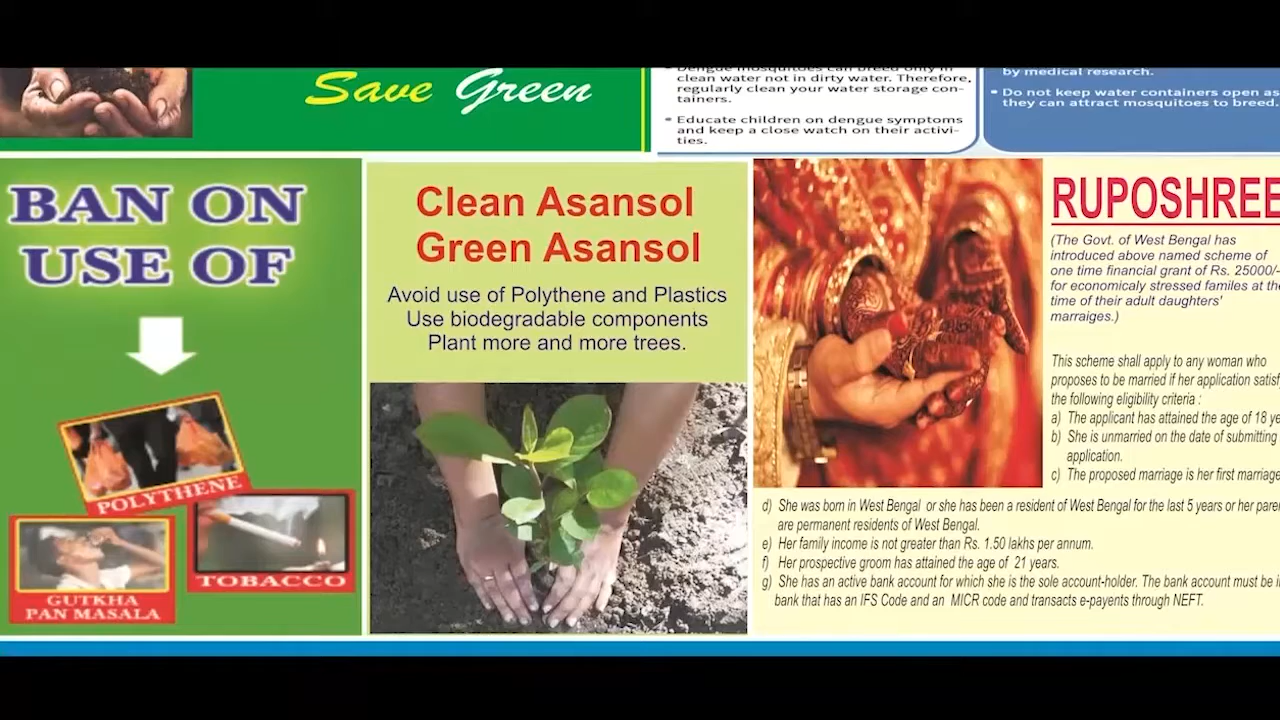 Save Green
Dengue mosquitoes can breed only in
clean water not in dirty water. Therefore,
regularly clean your water storage con-
tainers.
• Educate children on dengue symptoms
and keep a close watch on their activi-
ties.
by medical research.
• Do not keep water containers open as
they can attract mosquitoes to breed.
BAN ON
USE OF
POLYTHENE
GUTKHA
PAN MASALA
TOBACCO
Clean Asansol
Green Asansol
Avoid use of Polythene and Plastics
Use biodegradable components
Plant more and more trees.
RUPOSHREE
(The Govt. of West Bengal has
introduced above named scheme of
one time financial grant of Rs. 25000/-
for economicaly stressed familes at the
time of their adult daughters'
marraiges.)
This scheme shall apply to any woman who
proposes to be married if her application
the following eligibility criteria :
a) The applicant has attained the age of 18
b) She is unmarried on the date of submitting
application.
c) The proposed marriage is her first marriage
d) She was born in West Bengal or she has been a resident of West Bengal for the last 5 years or her
are permanent residents of West Bengal.
e) Her family income is not greater than Rs. 1.50 lakhs per annum.
f) Her prospective groom has attained the age of 21 years.
g) She has an active bank account for which she is the sole account-holder. The bank account must be
bank that has an IFS Code and an MICR code and transacts e-payents through NEFT.